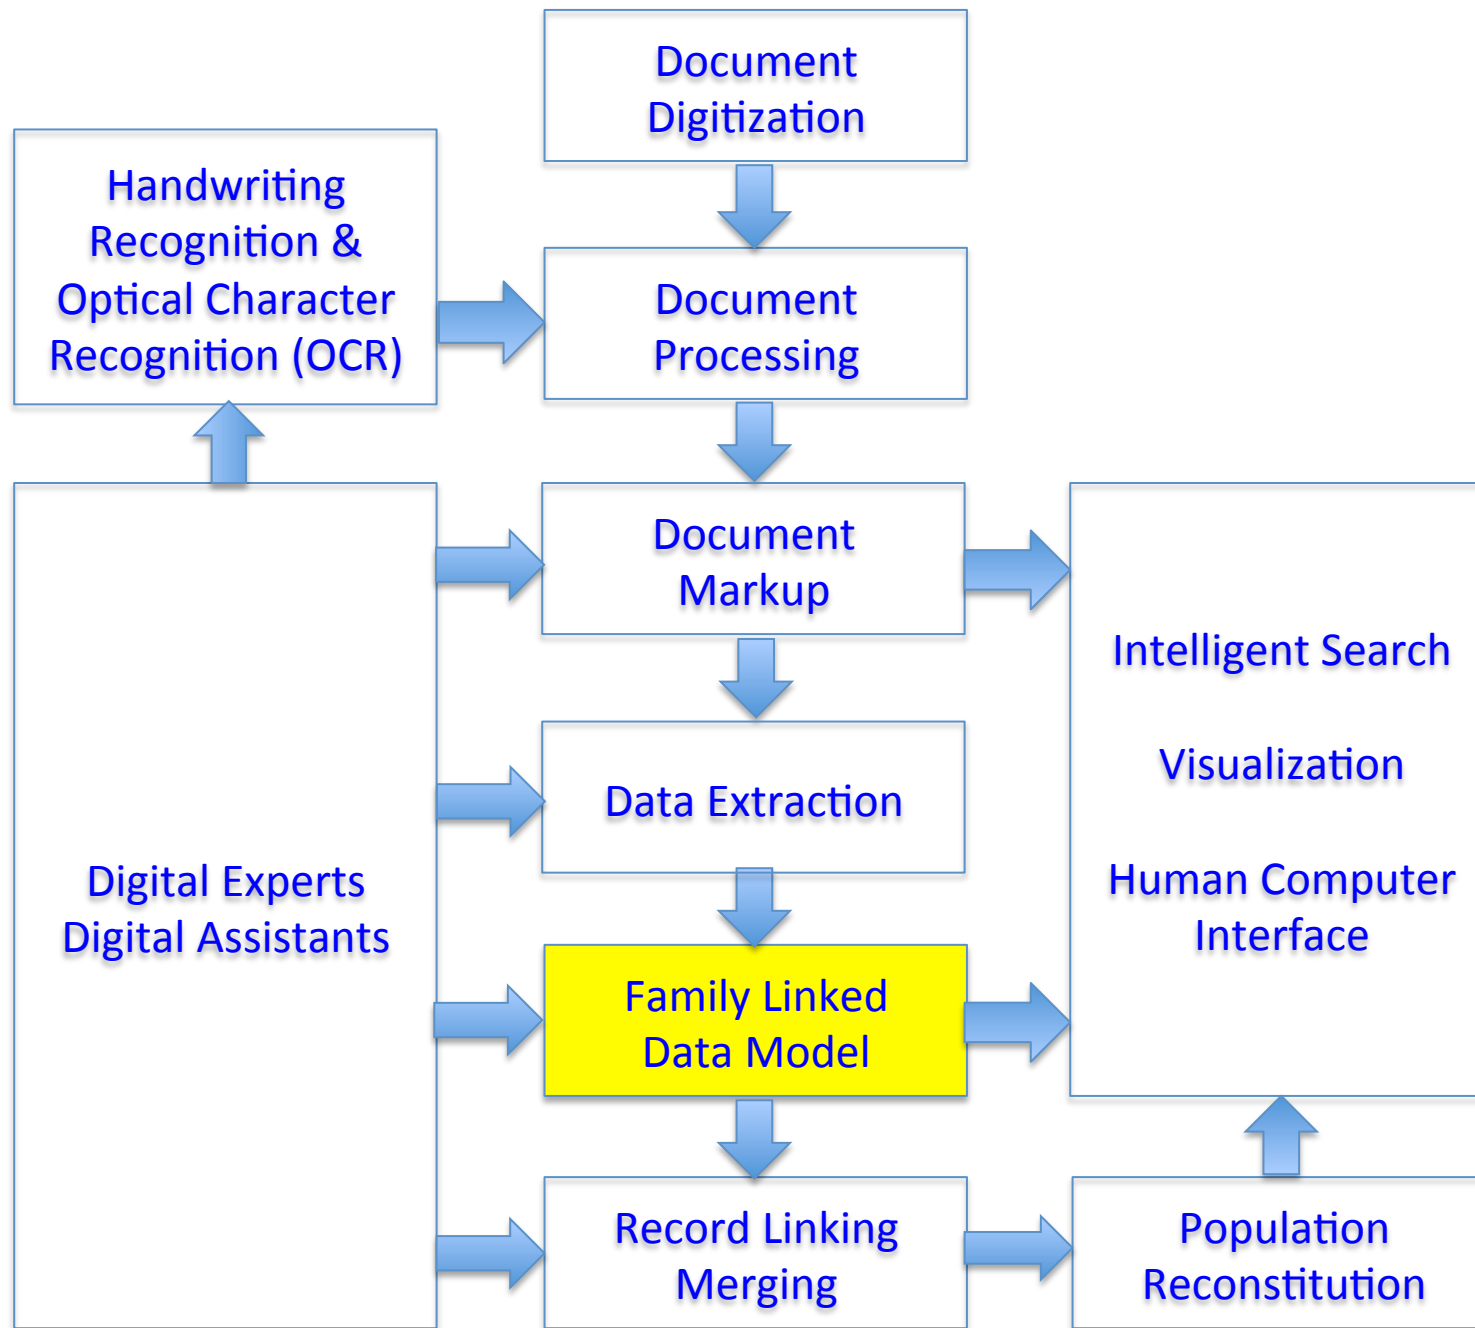 Document
Digitization
Handwriting
Recognition &
Optical Character
Recognition (OCR)
Document
Processing
Document
Markup
Data Extraction
Digital Experts
Digital Assistants
Family Linked
Data Model
Intelligent Search
Visualization
Human Computer
Interface
Record Linking
Merging
Population
Reconstitution